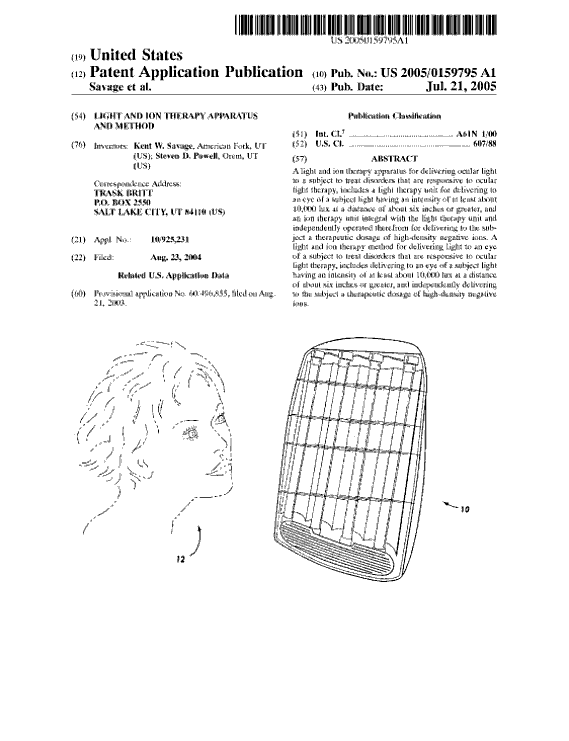 US 20050159795A1
(19) United States
(12) Patent Application Publication (10) Pub. No.: US 2005/0159795 A1
Savage et al. (43) Pub. Date: Jul. 21, 2005
(54) LIGHT AND ION THERAPY APPARATUS
AND METHOD
(76) Inventors: Kent W. Savage, American Fork, UT
(US); Steven D. Powell, Orem, UT
(US)
Correspondence Address:
TRASK BRITT
P.O. BOX 2550
SALT LAKE CITY, UT 84110 (US)
(21) Appl. No.: 10/925,231
(22) Filed: Aug. 23, 2004
Related U.S. Application Data
(60) Provisional application No. 60/496,855, filed on Aug.
21, 2003.
Publication Classification
(51) Int. Cl.7 ................................ A61N 1/00
(52) U.S. Cl. ................................ 607/88
(57) ABSTRACT
A light and ion therapy apparatus for delivering ocular light
to a subject to treat disorders that are responsive to ocular
light therapy, includes a light therapy unit for delivering to
an eye of a subject light having an intensity of at least about
10,000 lux at a distance of about six inches or greater, and
an ion therapy unit integral with the light therapy unit and
independently operated therefrom for delivering to the sub-
ject a therapeutic dosage of high-density negative ions. A
light and ion therapy method for delivering light to an eye
of a subject to treat disorders that are responsive to ocular
light therapy, includes delivering to an eye of a subject light
having an intensity of at least about 10,000 lux at a distance
of about six inches or greater, and independently delivering
to the subject a therapeutic dosage of high-density negative
ions.
10
12